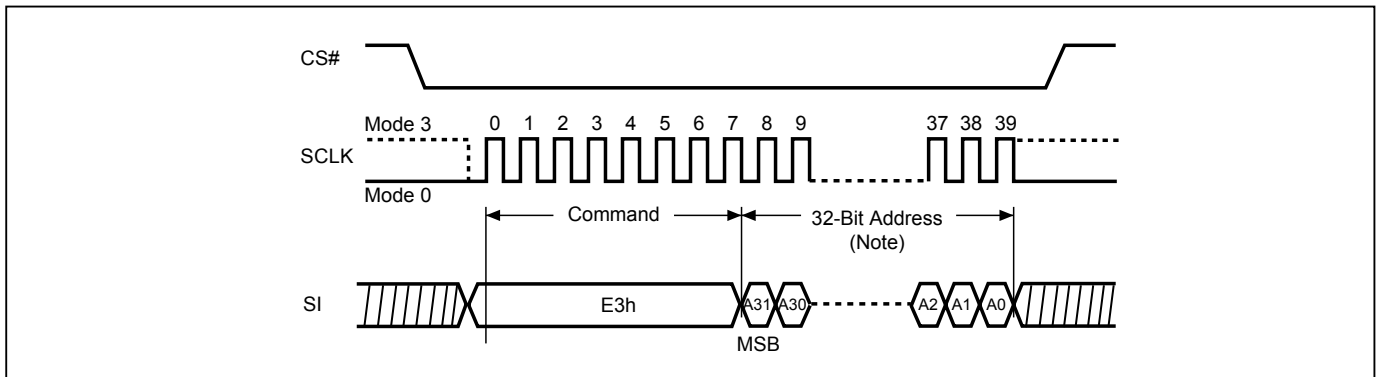 CS#
Mode 3
0 1 2 3 4 5 6 7 8 9 37 38 39
SCLK
Mode 0
Command
32-Bit Address
(Note)
SI
E3h
A31 A30 A2 A1 A0
MSB